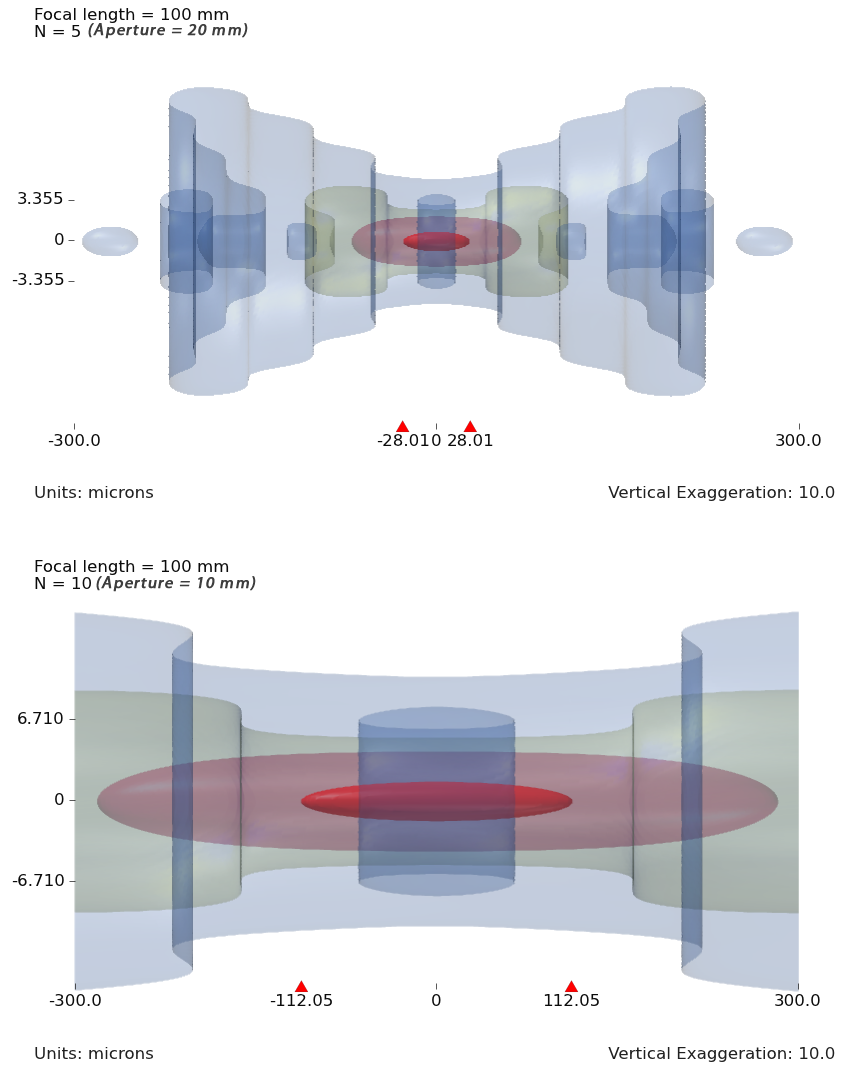 Focal length = 100 mm
N = 5 (Aperture = 20 mm)
3.355
0
-3.355
-300.0 -28.01 0 28.01 300.0
Units: microns Vertical Exaggeration: 10.0
Focal length = 100 mm
N = 10 (Aperture = 10 mm)
6.710
0
-6.710
-300.0 -112.05 0 112.05 300.0
Units: microns Vertical Exaggeration: 10.0